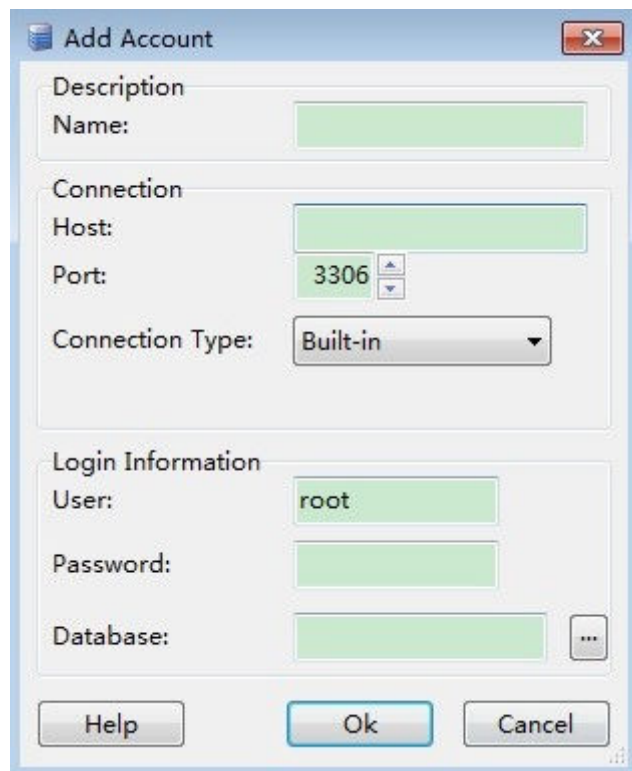 Add Account
Description
Name:
Connection
Host:
Port: 3306
Connection Type: Built-in
Login Information
User: root
Password:
Database: ...
Help Ok Cancel